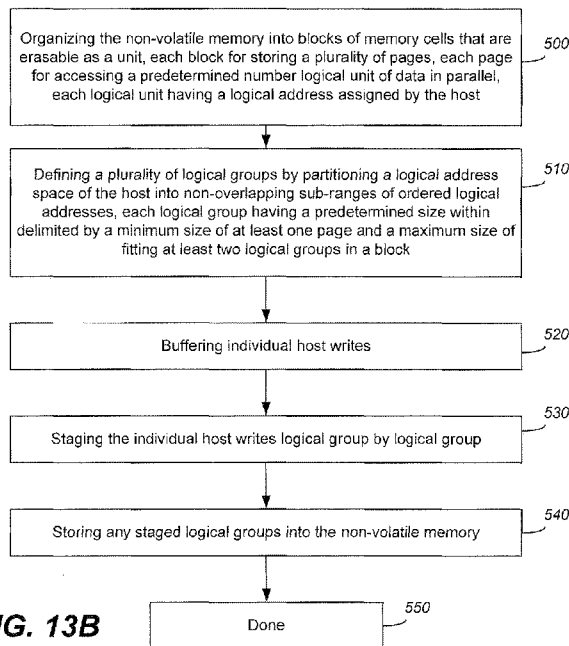 Organizing the non-volatile memory into blocks of memory cells that are
erasable as a unit, each block for storing a plurality of pages, each page
for accessing a predetermined number logical unit of data in parallel,
each logical unit having a logical address assigned by the host
500
Defining a plurality of logical groups by partitioning a logical address
space of the host into non-overlapping sub-ranges of ordered logical
addresses, each logical group having a predetermined size within
delimited by a minimum size of at least one page and a maximum size of
fitting at least two logical groups in a block
510
Buffering individual host writes
520
Staging the individual host writes logical group by logical group
530
Storing any staged logical groups into the non-volatile memory
540
Done
550
G. 13B